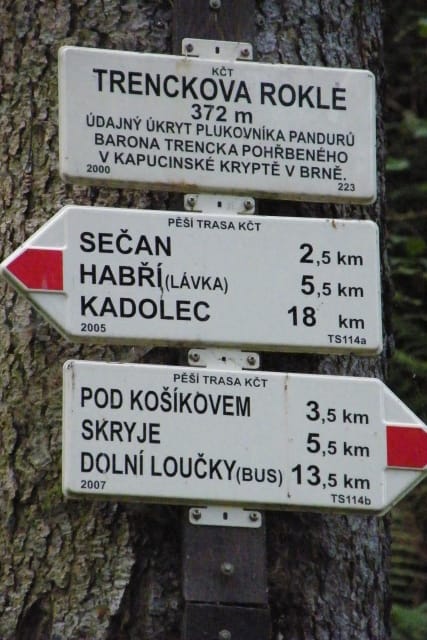 KČT
TRENCKOVA ROKLE
372 m
ÚDAJNÝ ÚKRYT PLUKOVNÍKA PANDURŮ
BARONA TRENCKA POHŘBENÉHO
V KAPUCINSKÉ KRYPTĚ V BRNĚ.
2000 223
PĚŠÍ TRASA KČT
SEČAN 2,5 km
HABŘÍ(LÁVKA) 5,5 km
KADOLEC 18 km
2005 TS114a
PĚŠÍ TRASA KČT
POD KOŠÍKOVEM 3,5 km
SKRYJE 5,5 km
DOLNÍ LOUČKY(BUS) 13,5 km
2007 TS114b